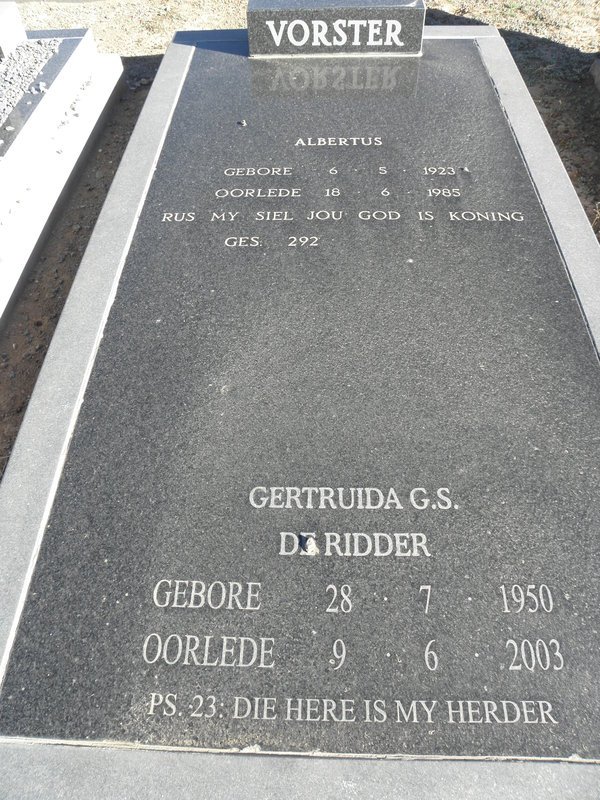 VORSTER
ALBERTUS
GEBORE 6 · 5 · 1923
OORLEDE 18 · 6 · 1985
RUS MY SIEL JOU GOD IS KONING
GES. 292
GERTRUIDA G.S.
DE RIDDER
GEBORE 28 · 7 · 1950
OORLEDE 9 · 6 · 2003
PS. 23: DIE HERE IS MY HERDER